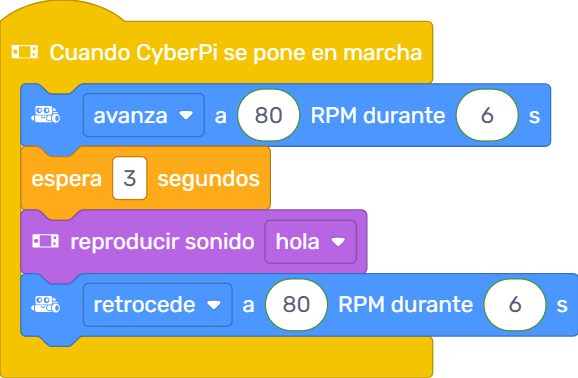 Cuando CyberPi se pone en marcha
avanza a 80 RPM durante 6 s
espera 3 segundos
reproducir sonido hola
retrocede a 80 RPM durante 6 s